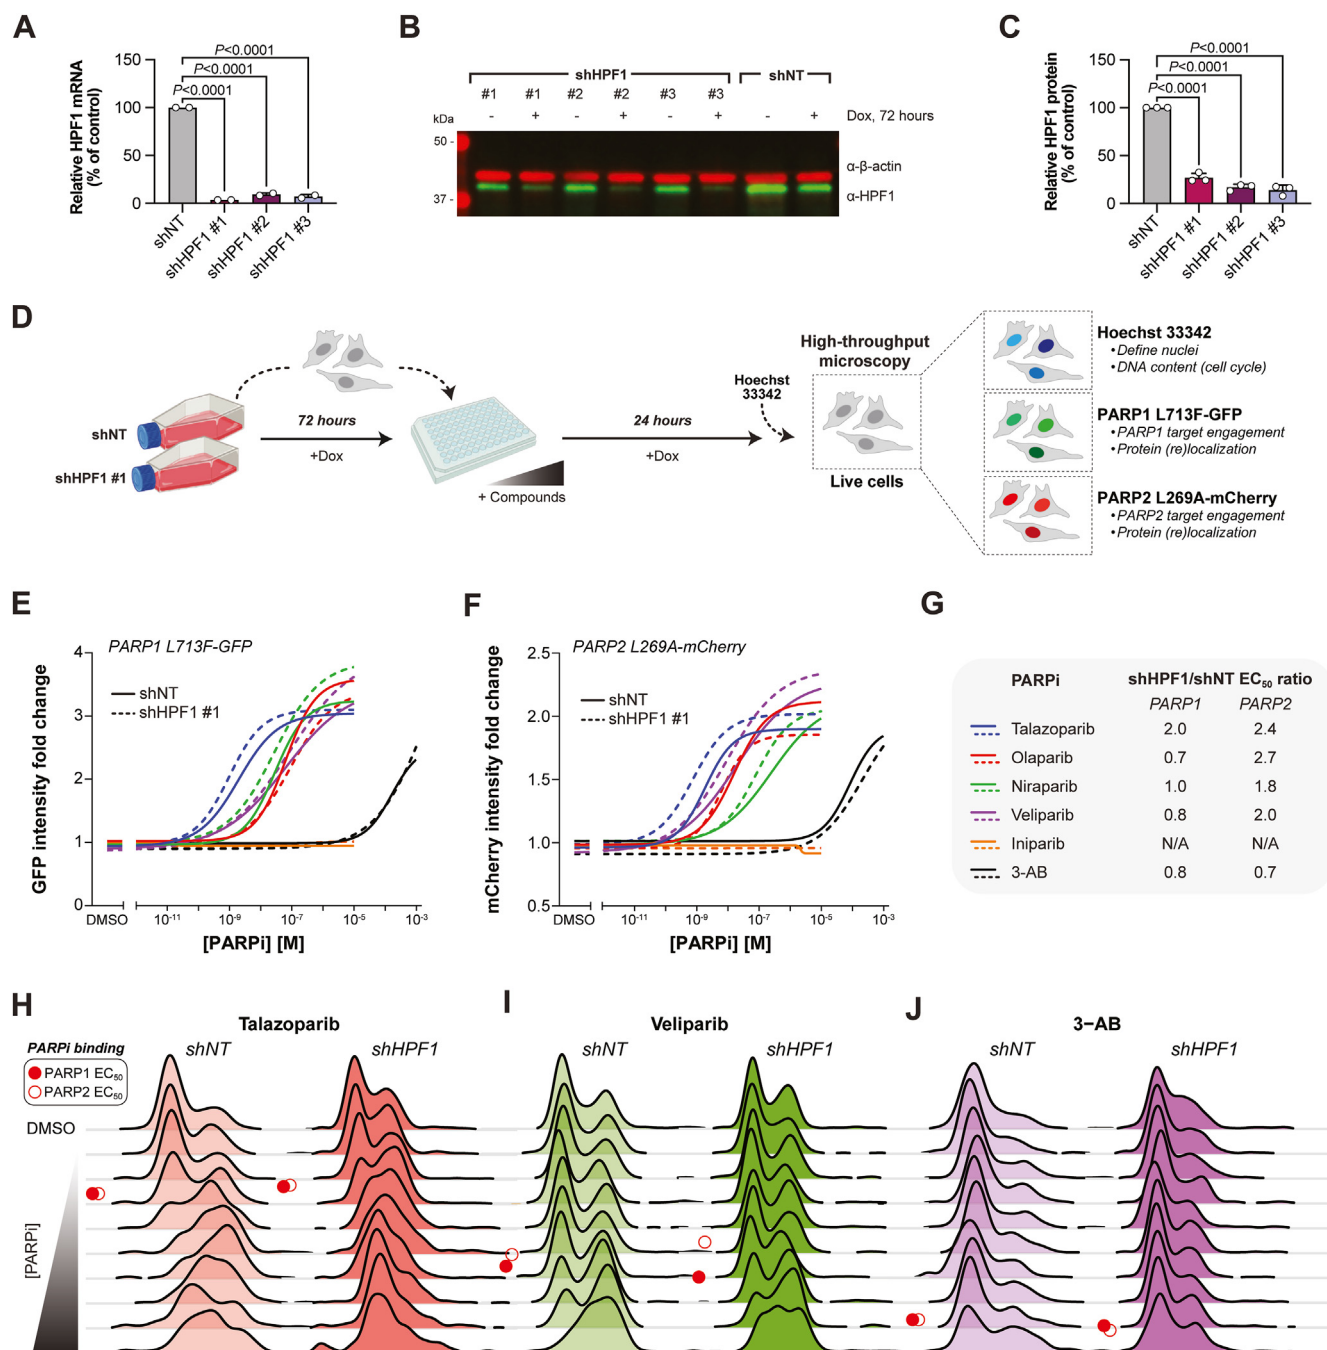 A
Relative HPF1 mRNA
(% of control)
150
100
50
0
P<0.0001
P<0.0001
P<0.0001
shNT
shHPF1 #1
shHPF1 #2
shHPF1 #3
B
shHPF1
shNT
#1 #1 #2 #2 #3 #3
kDa
- + - + - + - + Dox, 72 hours
50 -
37 -
α-β-actin
α-HPF1
C
Relative HPF1 protein
(% of control)
150
100
50
0
P<0.0001
P<0.0001
P<0.0001
shNT
shHPF1 #1
shHPF1 #2
shHPF1 #3
D
shNT
shHPF1 #1
72 hours
+Dox
+ Compounds
24 hours
+Dox
Hoechst
33342
High-throughput
microscopy
Live cells
Hoechst 33342
•Define nuclei
•DNA content (cell cycle)
PARP1 L713F-GFP
•PARP1 target engagement
•Protein (re)localization
PARP2 L269A-mCherry
•PARP2 target engagement
•Protein (re)localization
E
PARP1 L713F-GFP
shNT
shHPF1 #1
GFP intensity fold change
4
3
2
1
0
DMSO 10-11 10-9 10-7 10-5 10-3
[PARPi] [M]
F
PARP2 L269A-mCherry
shNT
shHPF1 #1
mCherry intensity fold change
2.5
2.0
1.5
1.0
0.5
DMSO 10-11 10-9 10-7 10-5 10-3
[PARPi] [M]
G
PARPi shHPF1/shNT EC50 ratio
PARP1 PARP2
Talazoparib 2.0 2.4
Olaparib 0.7 2.7
Niraparib 1.0 1.8
Veliparib 0.8 2.0
Iniparib N/A N/A
3-AB 0.8 0.7
H
Talazoparib
shNT shHPF1
PARPi binding
PARP1 EC50
PARP2 EC50
DMSO
[PARPi]
I
Veliparib
shNT shHPF1
J
3−AB
shNT shHPF1